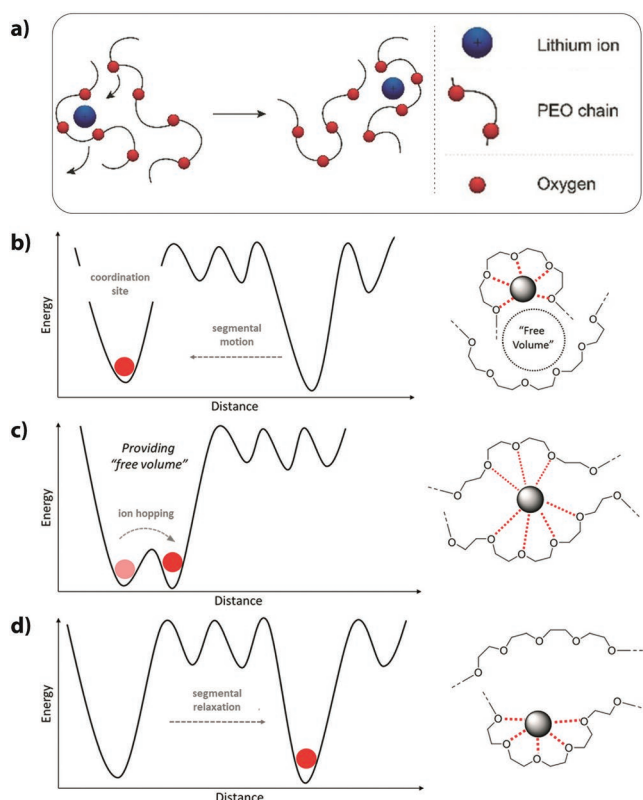 a)
+
+
+
Lithium ion
PEO chain
Oxygen
b)
Energy
coordination
site
segmental
motion
Distance
"Free
Volume"
c)
Energy
Providing
"free volume"
ion hopping
Distance
d)
Energy
segmental
relaxation
Distance